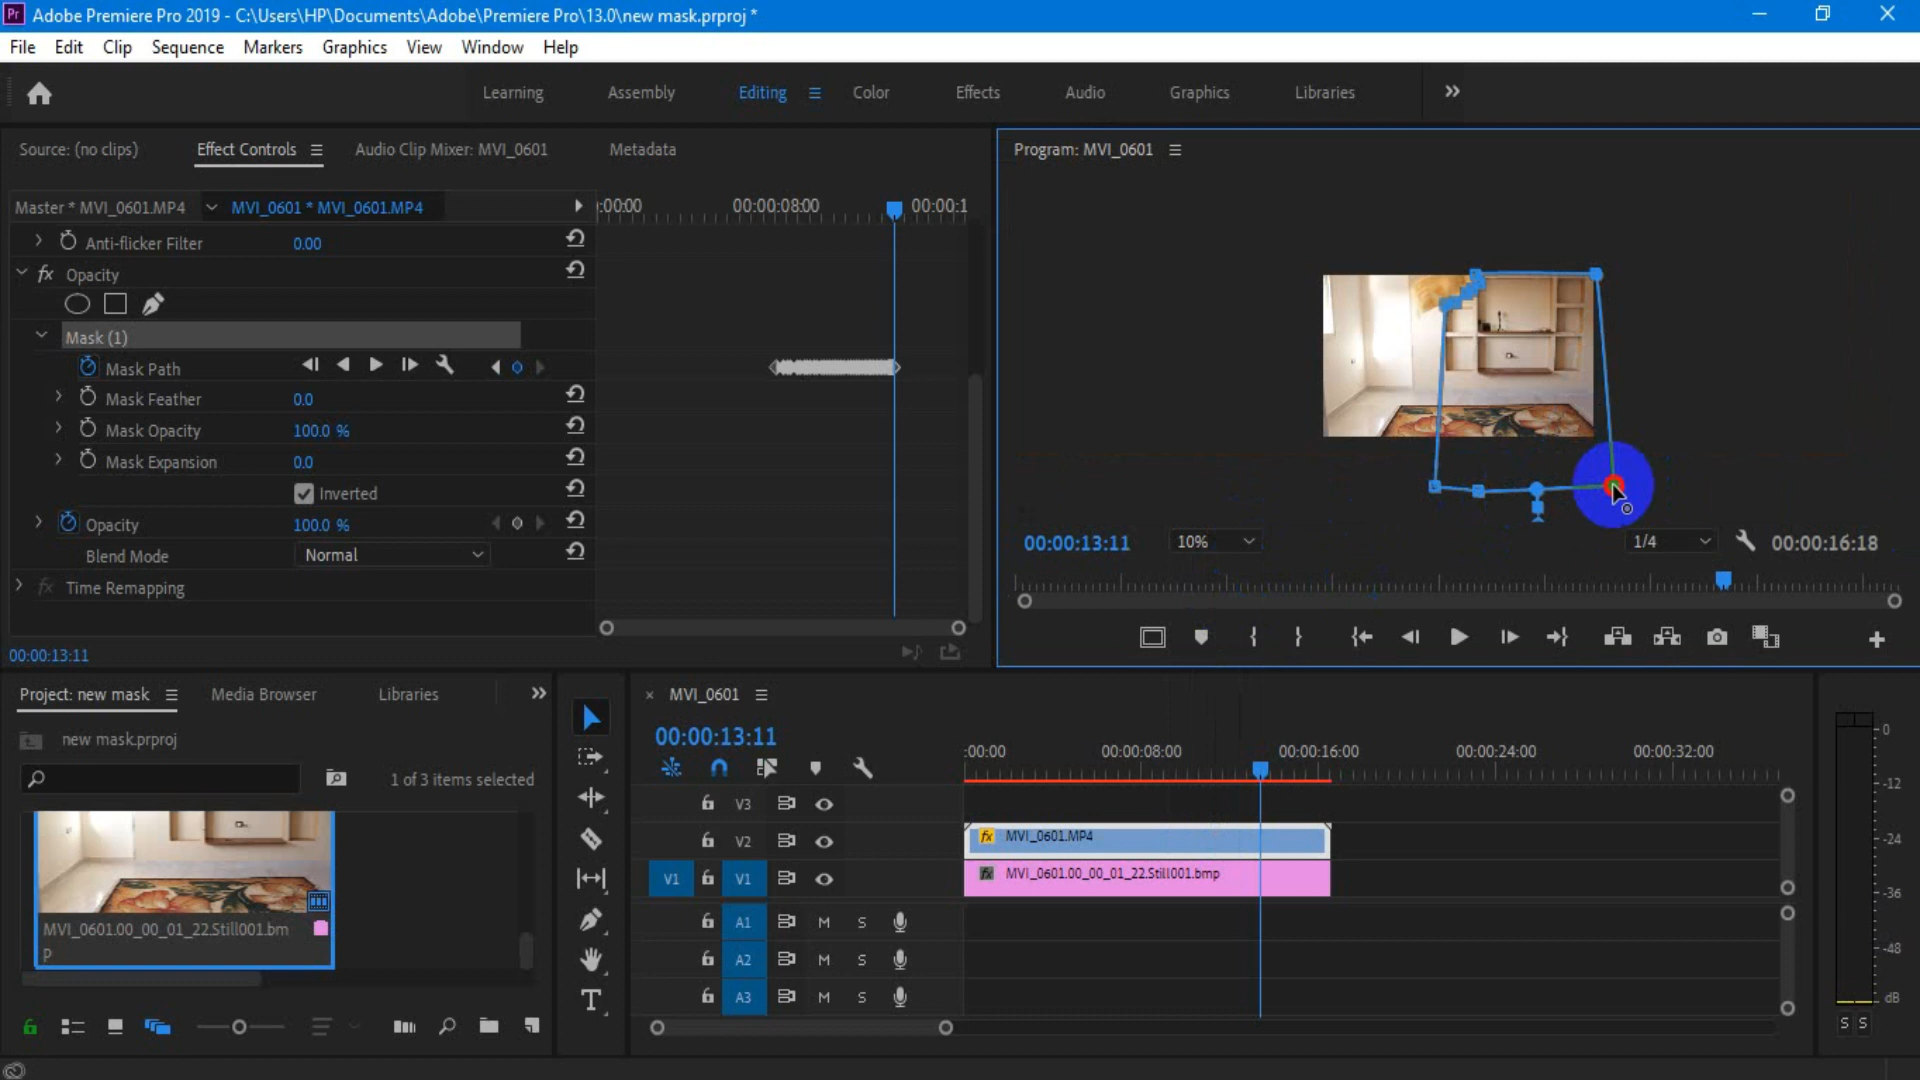 Pr Adobe Premiere Pro 2019 - C:\Users\HP\Documents\Adobe\Premiere Pro\13.0\new mask.prproj *
File Edit Clip Sequence Markers Graphics View Window Help
Learning Assembly Editing Color Effects Audio Graphics Libraries
Source: (no clips) Effect Controls Audio Clip Mixer: MVI_0601 Metadata
Program: MVI_0601
Master * MVI_0601.MP4 MVI_0601 * MVI_0601.MP4
:00:00 00:00:08:00 00:00:1
Anti-flicker Filter 0.00
fx Opacity
Mask (1)
Mask Path
Mask Feather 0.0
Mask Opacity 100.0 %
Mask Expansion 0.0
Inverted
Opacity 100.0 %
Blend Mode Normal
fx Time Remapping
00:00:13:11
00:00:13:11 10% 1/4 00:00:16:18
Project: new mask Media Browser Libraries
new mask.prproj
1 of 3 items selected
MVI_0601.00_00_01_22.Still001.bm
p
× MVI_0601
00:00:13:11
:00:00 00:00:08:00 00:00:16:00 00:00:24:00 00:00:32:00
V3
V2 fx MVI_0601.MP4
V1 V1 fx MVI_0601.00_00_01_22.Still001.bmp
A1 M S
A2 M S
A3 M S
T
0
-12
-24
-36
-48
dB
S S